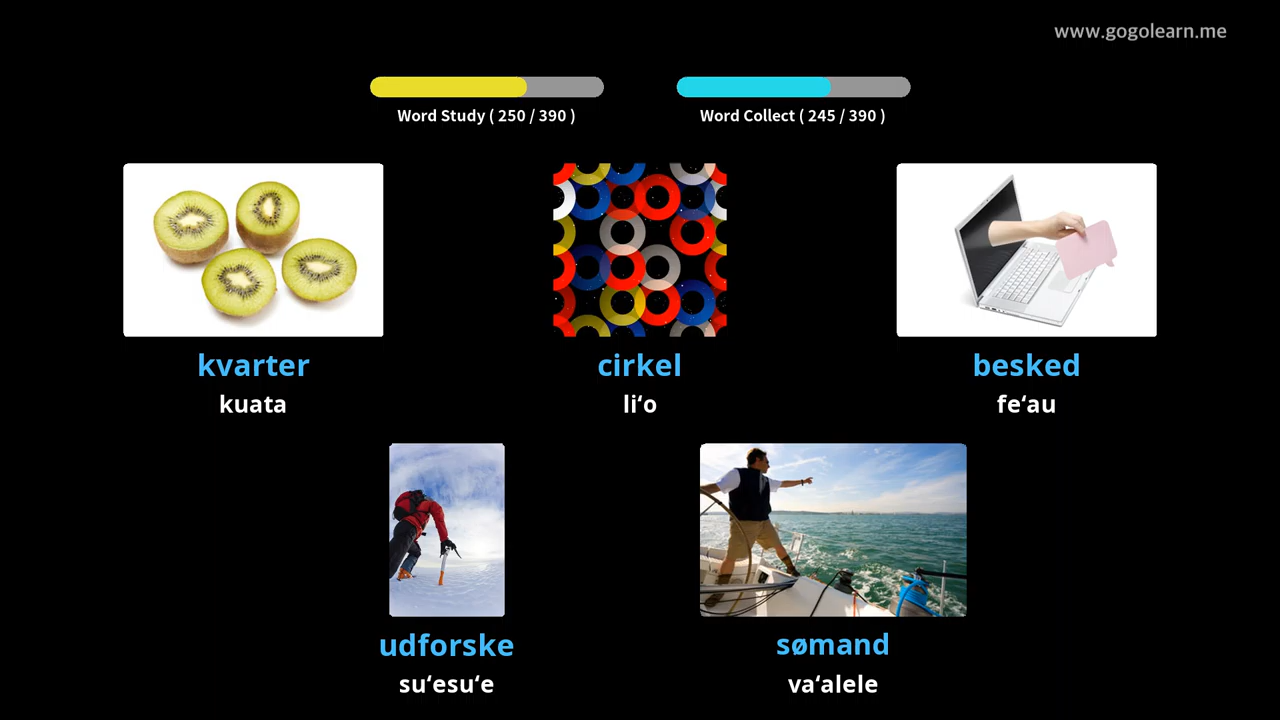 www.gogolearn.me
Word Study ( 250 / 390 )
Word Collect ( 245 / 390 )
kvarter
cirkel
besked
kuata
li‘o
fe‘au
udforske
sømand
su‘esu‘e
va‘alele